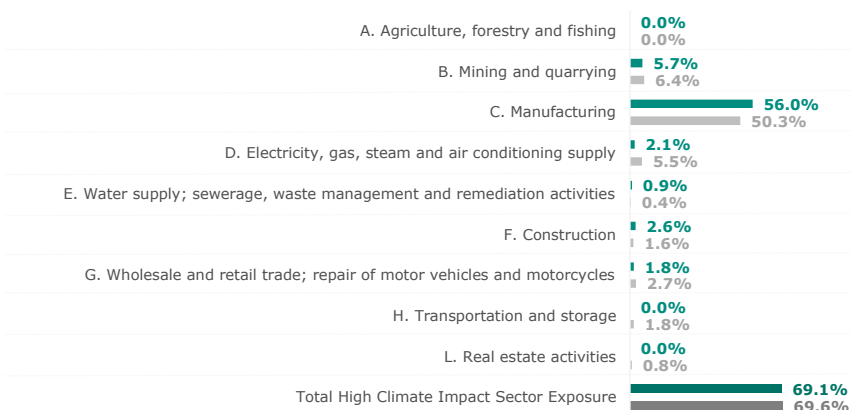 A. Agriculture, forestry and fishing
0.0%
0.0%
B. Mining and quarrying
5.7%
6.4%
C. Manufacturing
56.0%
50.3%
D. Electricity, gas, steam and air conditioning supply
2.1%
5.5%
E. Water supply; sewerage, waste management and remediation activities
0.9%
0.4%
F. Construction
2.6%
1.6%
G. Wholesale and retail trade; repair of motor vehicles and motorcycles
1.8%
2.7%
H. Transportation and storage
0.0%
1.8%
L. Real estate activities
0.0%
0.8%
Total High Climate Impact Sector Exposure
69.1%
69.6%